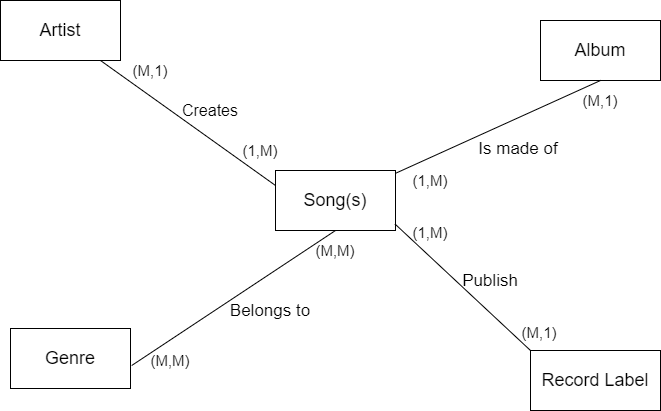 Artist
Album
(M,1)
(M,1)
Creates
Is made of
(1,M)
(1,M)
Song(s)
(1,M)
(M,M)
Publish
Belongs to
(M,1)
Genre
(M,M)
Record Label